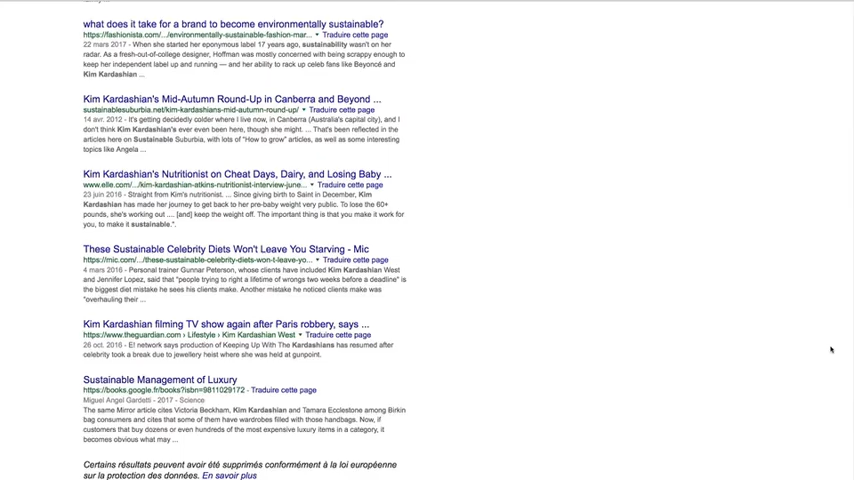 what does it take for a brand to become environmentally sustainable?
https://fashionista.com/.../environmentally-sustainable-fashion-mar... ▾ Traduire cette page
22 mars 2017 - When she started her eponymous label 17 years ago, sustainability wasn't on her
radar. As a fresh-out-of-college designer, Hoffman was mostly concerned with being scrappy enough to
keep her independent label up and running — and her ability to rack up celeb fans like Beyoncé and
Kim Kardashian ...
Kim Kardashian's Mid-Autumn Round-Up in Canberra and Beyond ...
sustainablesuburbia.net/kim-kardashians-mid-autumn-round-up/ ▾ Traduire cette page
14 avr. 2012 - It's getting decidedly colder where I live now, in Canberra (Australia's capital city), and I
don't think Kim Kardashian's ever even been here, though she might. ... That's been reflected in the
articles here on Sustainable Suburbia, with lots of "How to grow" articles, as well as some interesting
topics like Angela ...
Kim Kardashian's Nutritionist on Cheat Days, Dairy, and Losing Baby ...
www.elle.com/.../kim-kardashian-atkins-nutritionist-interview-june... ▾ Traduire cette page
23 juin 2016 - Straight from Kim's nutritionist. ... Since giving birth to Saint in December, Kim
Kardashian has made her journey to get back to her pre-baby weight very public. To lose the 60+
pounds, she's working out .... [and] keep the weight off. The important thing is that you make it work for
you, to make it sustainable.".
These Sustainable Celebrity Diets Won't Leave You Starving - Mic
https://mic.com/.../these-sustainable-celebrity-diets-won-t-leave-yo... ▾ Traduire cette page
4 mars 2016 - Personal trainer Gunnar Peterson, whose clients have included Kim Kardashian West
and Jennifer Lopez, said that "people trying to right a lifetime of wrongs two weeks before a deadline" is
the biggest diet mistake he sees his clients make. Another mistake he noticed clients make was
"overhauling their ...
Kim Kardashian filming TV show again after Paris robbery, says ...
https://www.theguardian.com › Lifestyle › Kim Kardashian West ▾ Traduire cette page
26 oct. 2016 - E! network says production of Keeping Up With The Kardashians has resumed after
celebrity took a break due to jewellery heist where she was held at gunpoint.
Sustainable Management of Luxury
https://books.google.fr/books?isbn=9811029172 - Traduire cette page
Miguel Angel Gardetti - 2017 - Science
The same Mirror article cites Victoria Beckham, Kim Kardashian and Tamara Ecclestone among Birkin
bag consumers and cites that some of them have wardrobes filled with those handbags. Now, if
customers that buy dozens or even hundreds of the most expensive luxury items in a category, it
becomes obvious what may ...
Certains résultats peuvent avoir été supprimés conformément à la loi européenne
sur la protection des données. En savoir plus